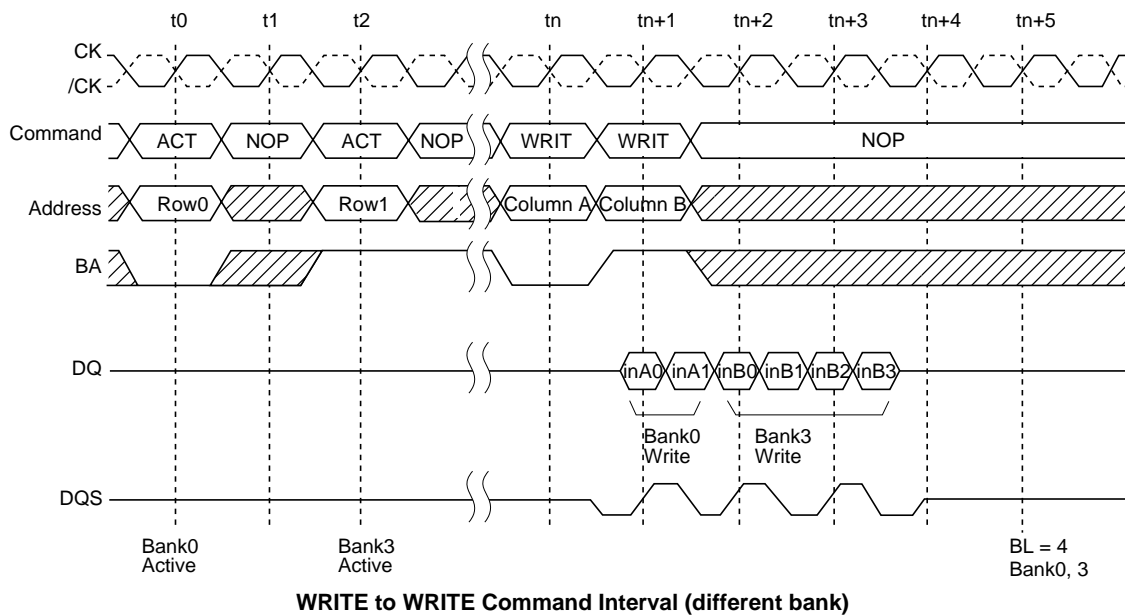 t0 t1 t2 tn tn+1 tn+2 tn+3 tn+4 tn+5
CK
/CK
Command ACT NOP ACT NOP WRIT WRIT NOP
Address Row0 Row1 Column A Column B
BA
DQ inA0 inA1 inB0 inB1 inB2 inB3
Bank0 Bank3
Write Write
DQS
Bank0 Bank3 BL = 4
Active Active Bank0, 3
WRITE to WRITE Command Interval (different bank)